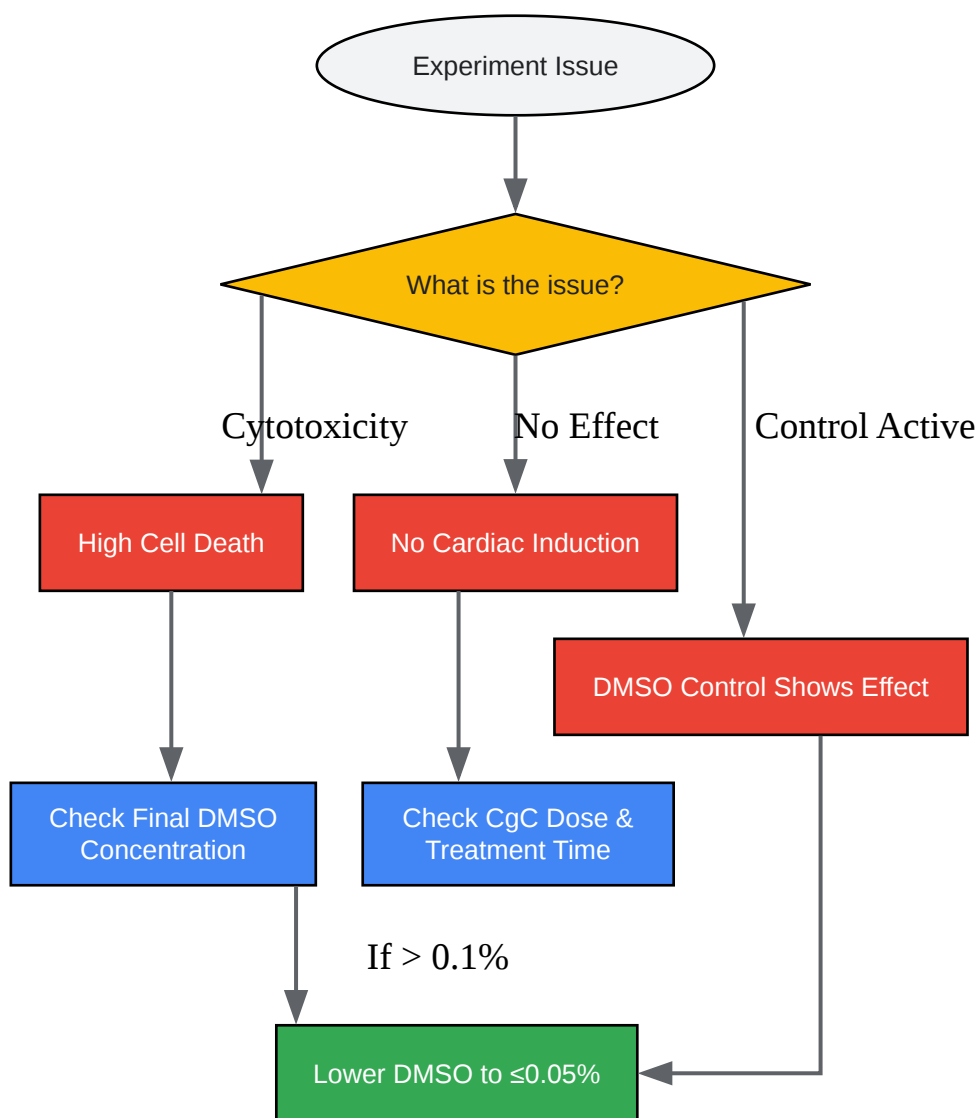 Experiment Issue
What is the issue?
Cytotoxicity
No Effect
Control Active
High Cell Death
No Cardiac Induction
DMSO Control Shows Effect
Check Final DMSO
Concentration
Check CgC Dose &
Treatment Time
If > 0.1%
Lower DMSO to ≤0.05%